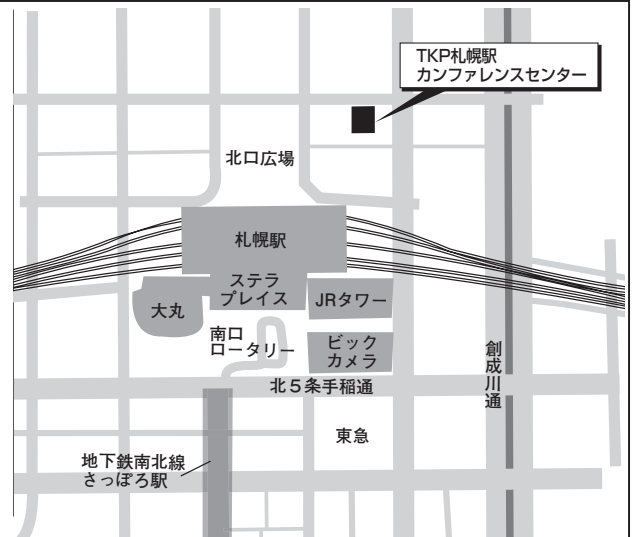 TKP札幌駅
カンファレンスセンター
北口広場
札幌駅
ステラ
プレイス
大丸
JRタワー
南口
ロータリー
ビック
カメラ
創成川通
北5条手稲通
東急
地下鉄南北線
さっぽろ駅